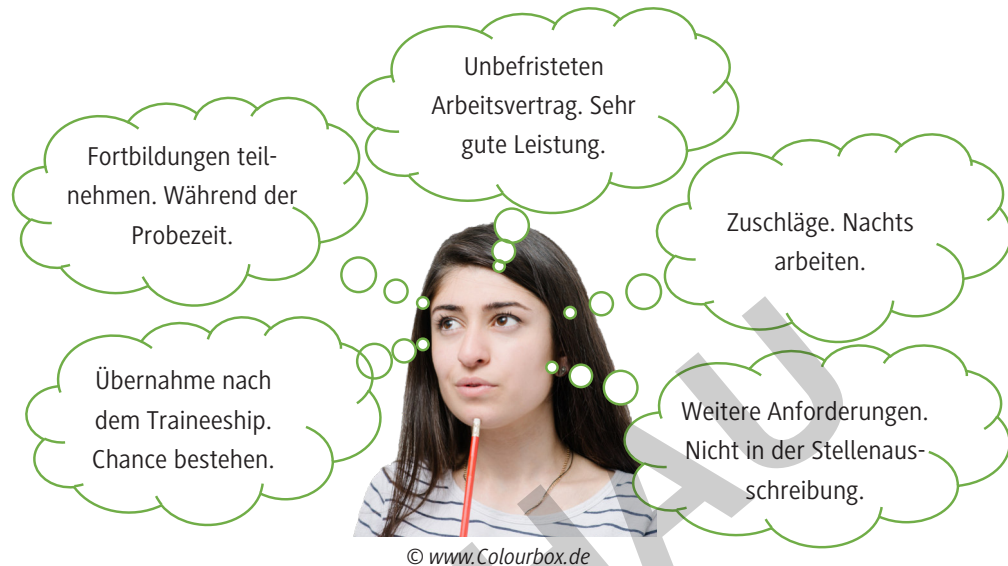 Unbefristeten
Arbeitsvertrag. Sehr
gute Leistung.
Fortbildungen teil-
nehmen. Während der
Probezeit.
Zuschläge. Nachts
arbeiten.
Übernahme nach
dem Traineeship.
Chance bestehen.
Weitere Anforderungen.
Nicht in der Stellenaus-
schreibung.
© www.Colourbox.de